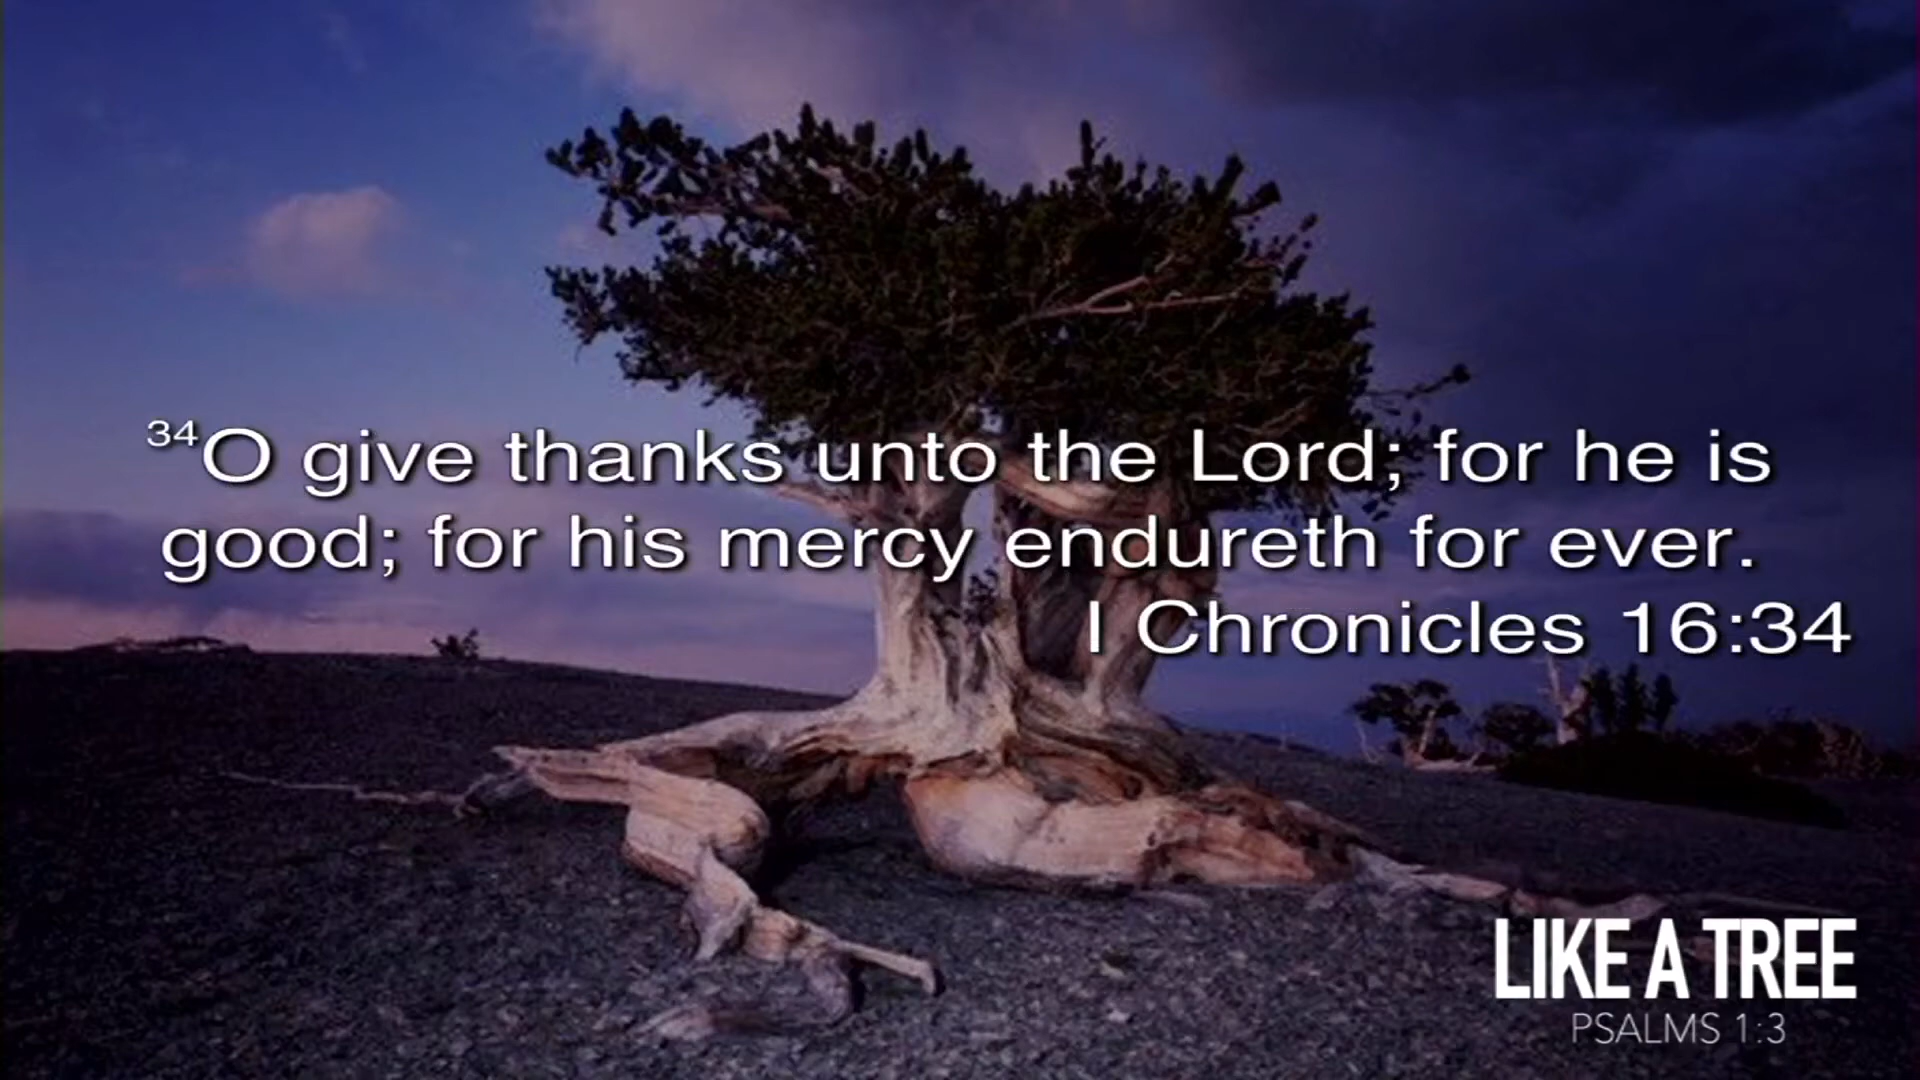 ³⁴O give thanks unto the Lord; for he is
good; for his mercy endureth for ever.
I Chronicles 16:34
LIKE A TREE
PSALMS 1:3